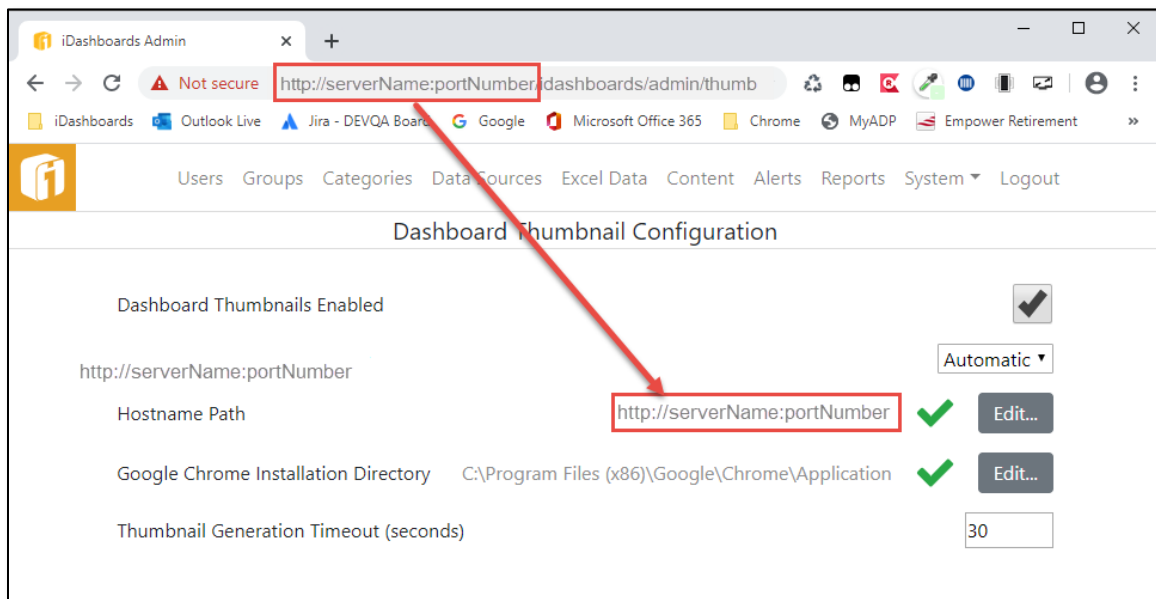 iDashboards Admin
Not secure http://serverName:portNumber/idashboards/admin/thumb
iDashboards Outlook Live Jira - DEVQA Board Google Microsoft Office 365 Chrome MyADP Empower Retirement »
Users Groups Categories Data Sources Excel Data Content Alerts Reports System Logout
Dashboard Thumbnail Configuration
Dashboard Thumbnails Enabled
Automatic
http://serverName:portNumber
Hostname Path http://serverName:portNumber Edit...
Google Chrome Installation Directory C:\Program Files (x86)\Google\Chrome\Application Edit...
Thumbnail Generation Timeout (seconds) 30